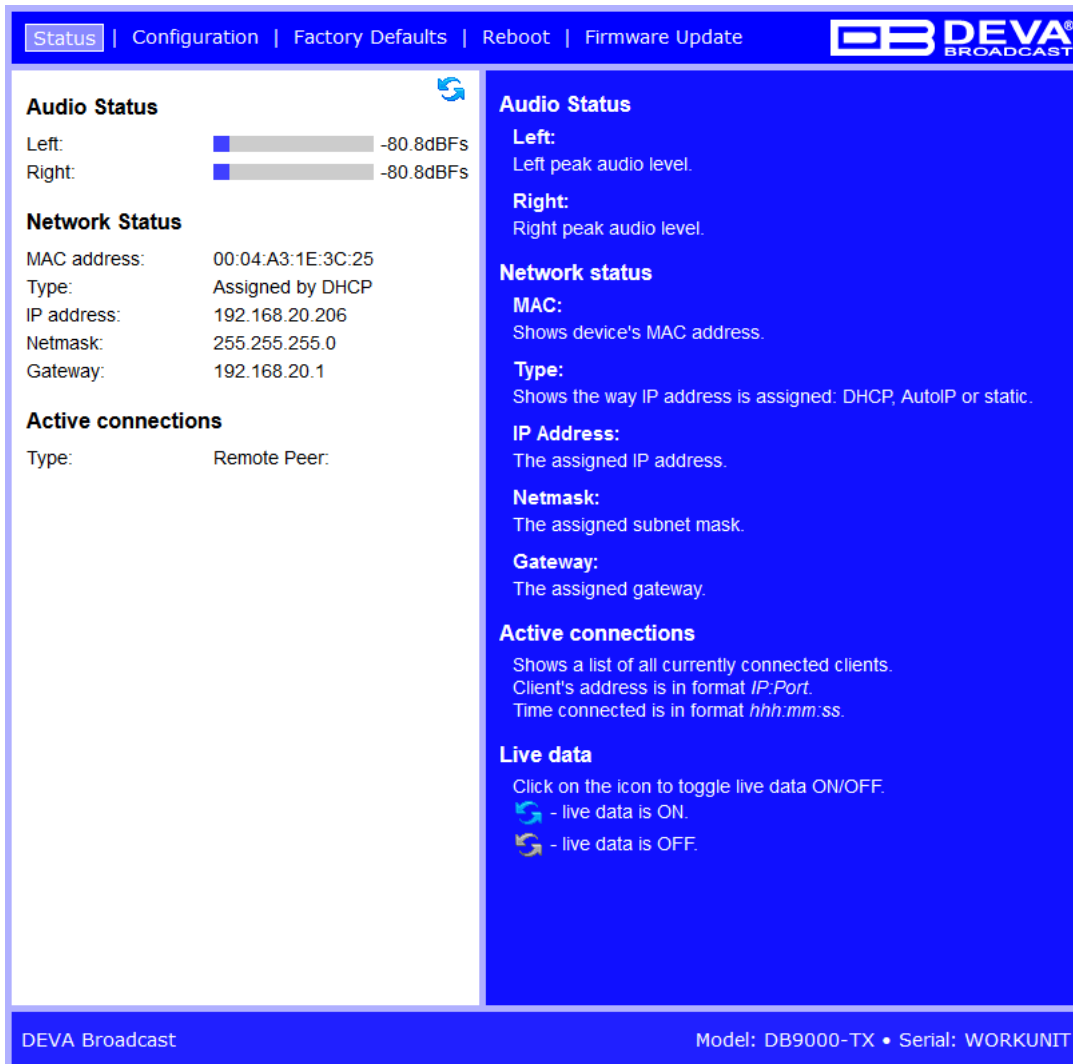 Status | Configuration | Factory Defaults | Reboot | Firmware Update
DB DEVA®
BROADCAST
Audio Status
Left: -80.8dBFs
Right: -80.8dBFs
Network Status
MAC address: 00:04:A3:1E:3C:25
Type: Assigned by DHCP
IP address: 192.168.20.206
Netmask: 255.255.255.0
Gateway: 192.168.20.1
Active connections
Type: Remote Peer:
Audio Status
Left:
Left peak audio level.
Right:
Right peak audio level.
Network status
MAC:
Shows device's MAC address.
Type:
Shows the way IP address is assigned: DHCP, AutoIP or static.
IP Address:
The assigned IP address.
Netmask:
The assigned subnet mask.
Gateway:
The assigned gateway.
Active connections
Shows a list of all currently connected clients.
Client's address is in format IP:Port.
Time connected is in format hhh:mm:ss.
Live data
Click on the icon to toggle live data ON/OFF.
- live data is ON.
- live data is OFF.
DEVA Broadcast
Model: DB9000-TX • Serial: WORKUNIT